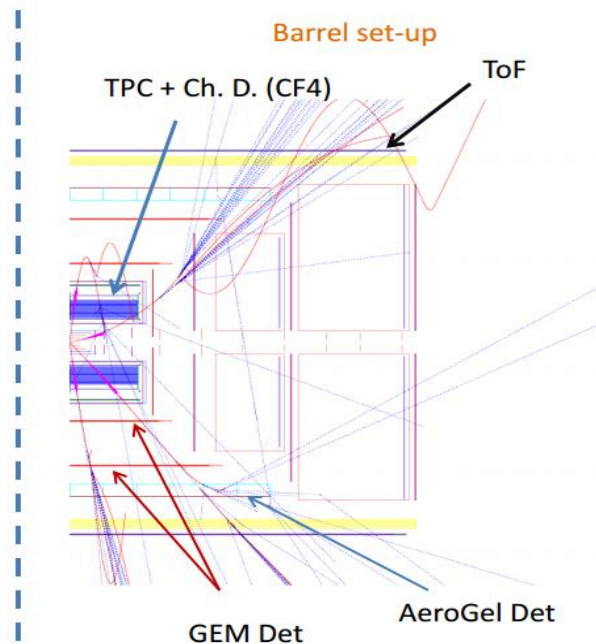 Barrel set-up
TPC + Ch. D. (CF4)
ToF
AeroGel Det
GEM Det